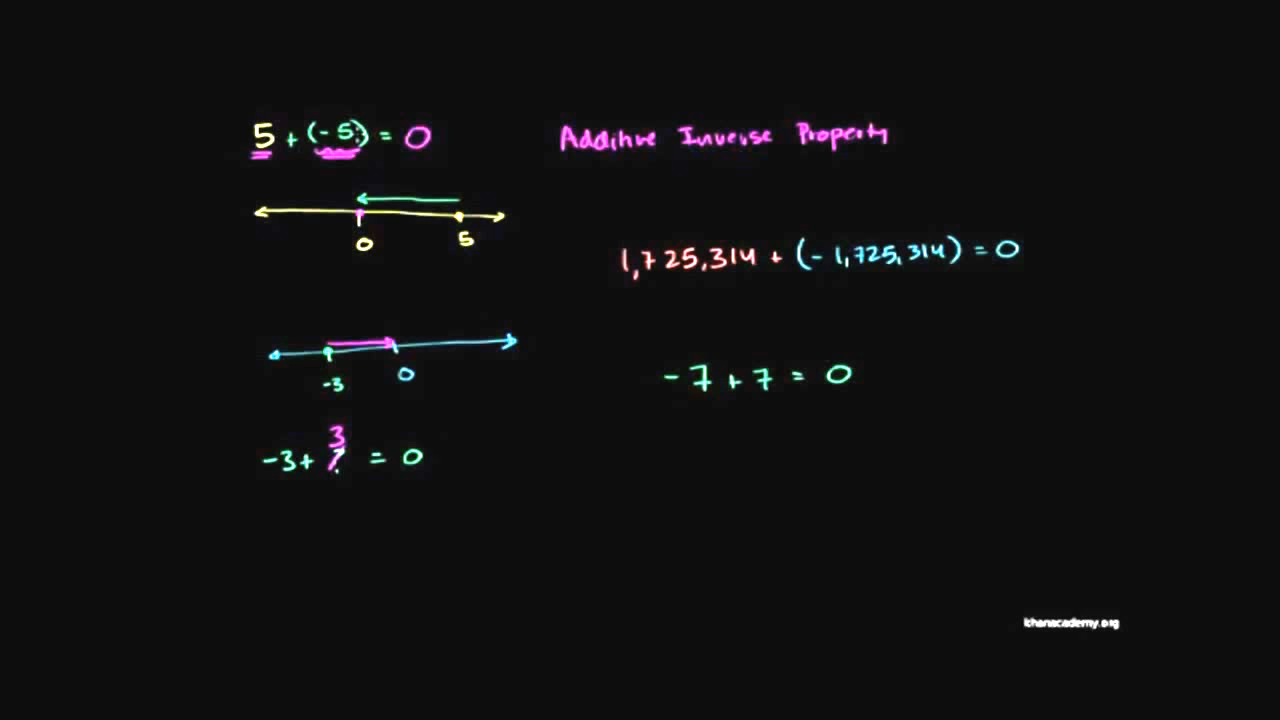 5 + (-5) = 0
Additive Inverse Property
0 5
1,725,314 + (-1,725,314) = 0
-3 0
-7 + 7 = 0
3
-3 + ? = 0
khanacademy.org